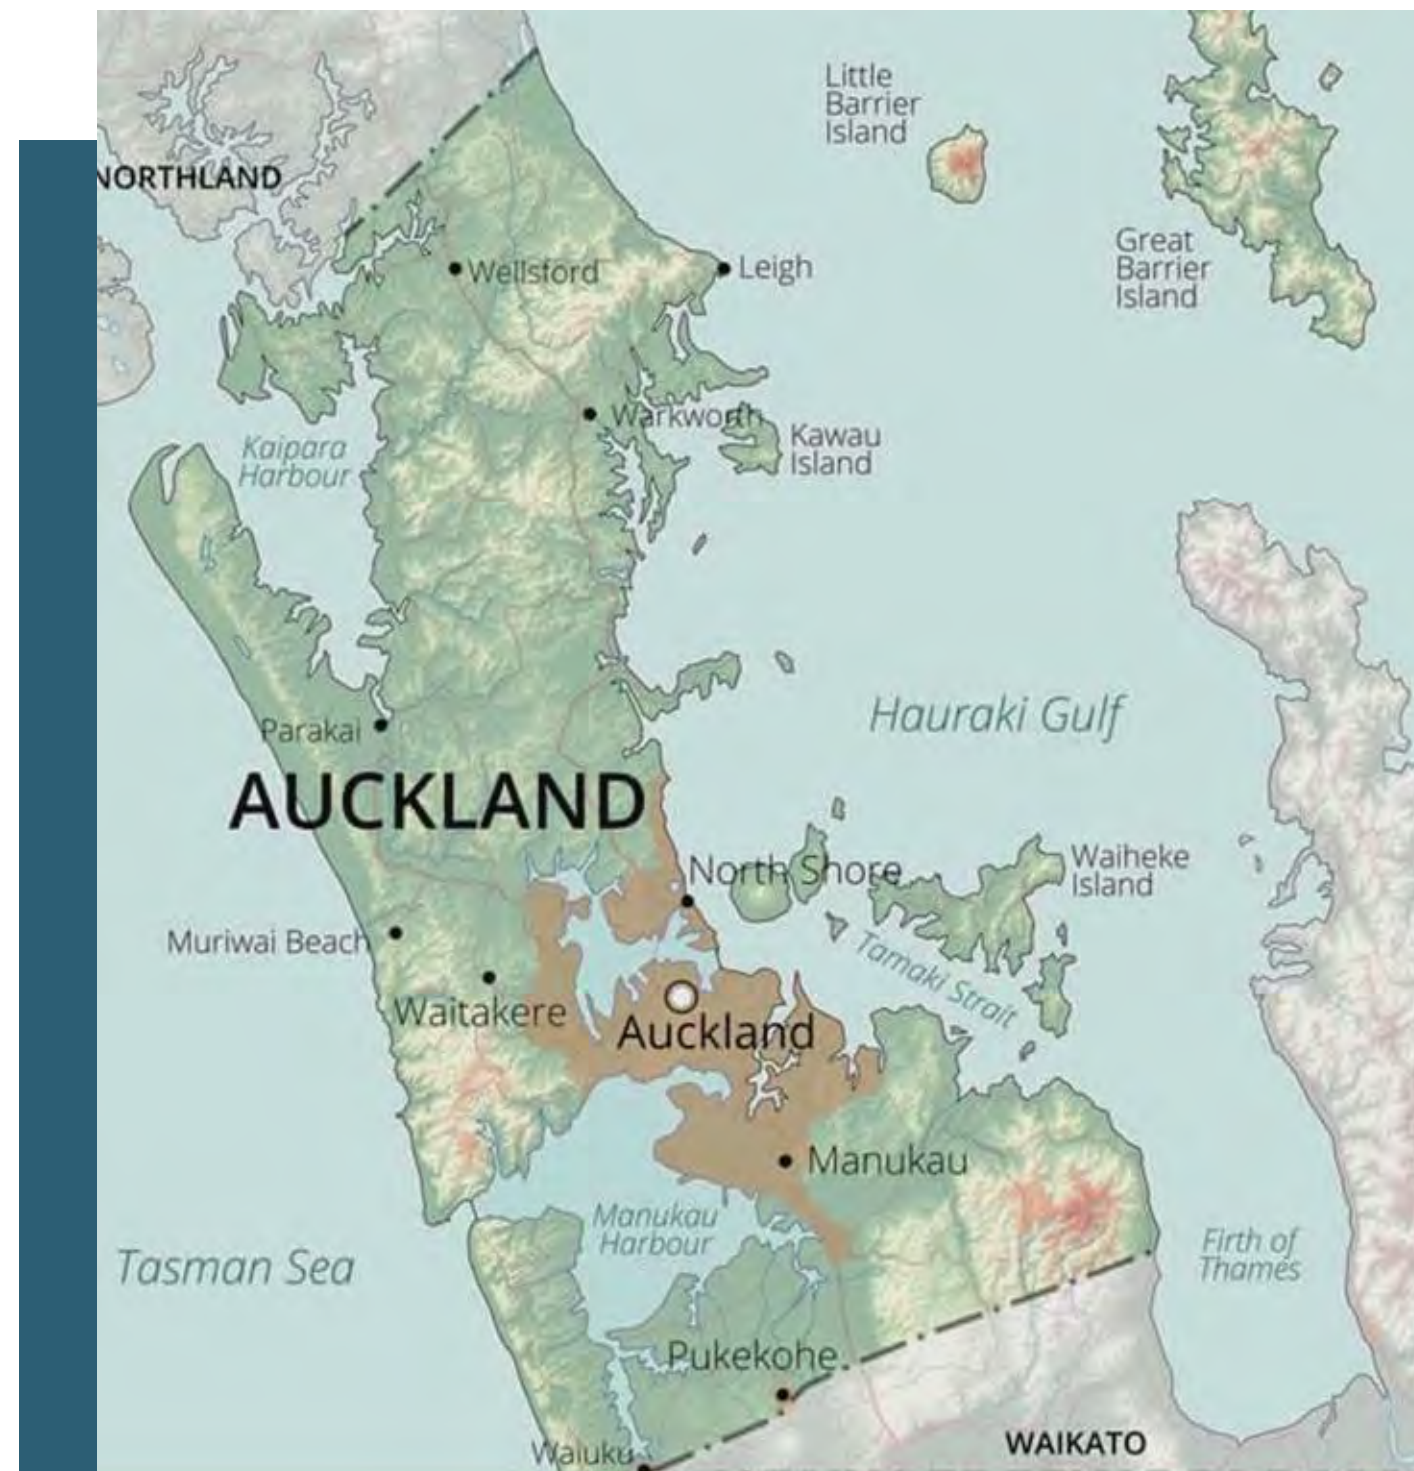 Little
Barrier
Island
NORTHLAND
Great
Barrier
Island
Wellsford
Leigh
Warkworth
Kawau
Island
Kaipara
Harbour
Hauraki Gulf
Parakai
AUCKLAND
North Shore
Waiheke
Island
Muriwai Beach
Tamaki Strait
Waitakere
Auckland
Manukau
Manukau
Harbour
Tasman Sea
Firth of
Thames
Pukekohe
Waiuku
WAIKATO